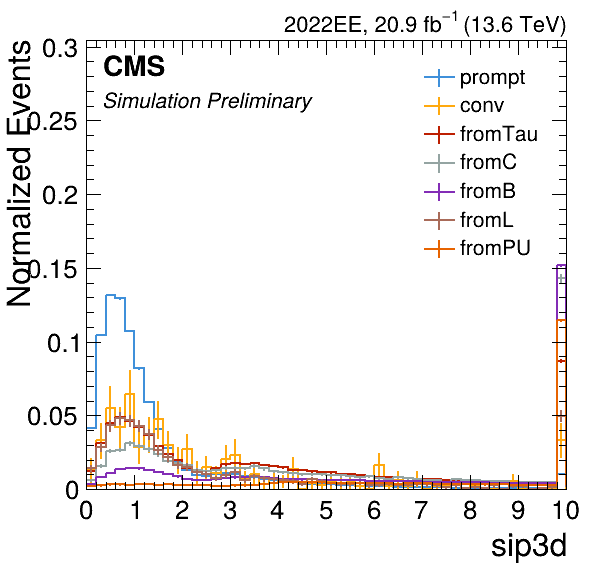 2022EE, 20.9 fb⁻¹ (13.6 TeV)
CMS
Simulation Preliminary
prompt
conv
fromTau
fromC
fromB
fromL
fromPU
Normalized Events
0.3
0.25
0.2
0.15
0.1
0.05
0
0 1 2 3 4 5 6 7 8 9 10
sip3d